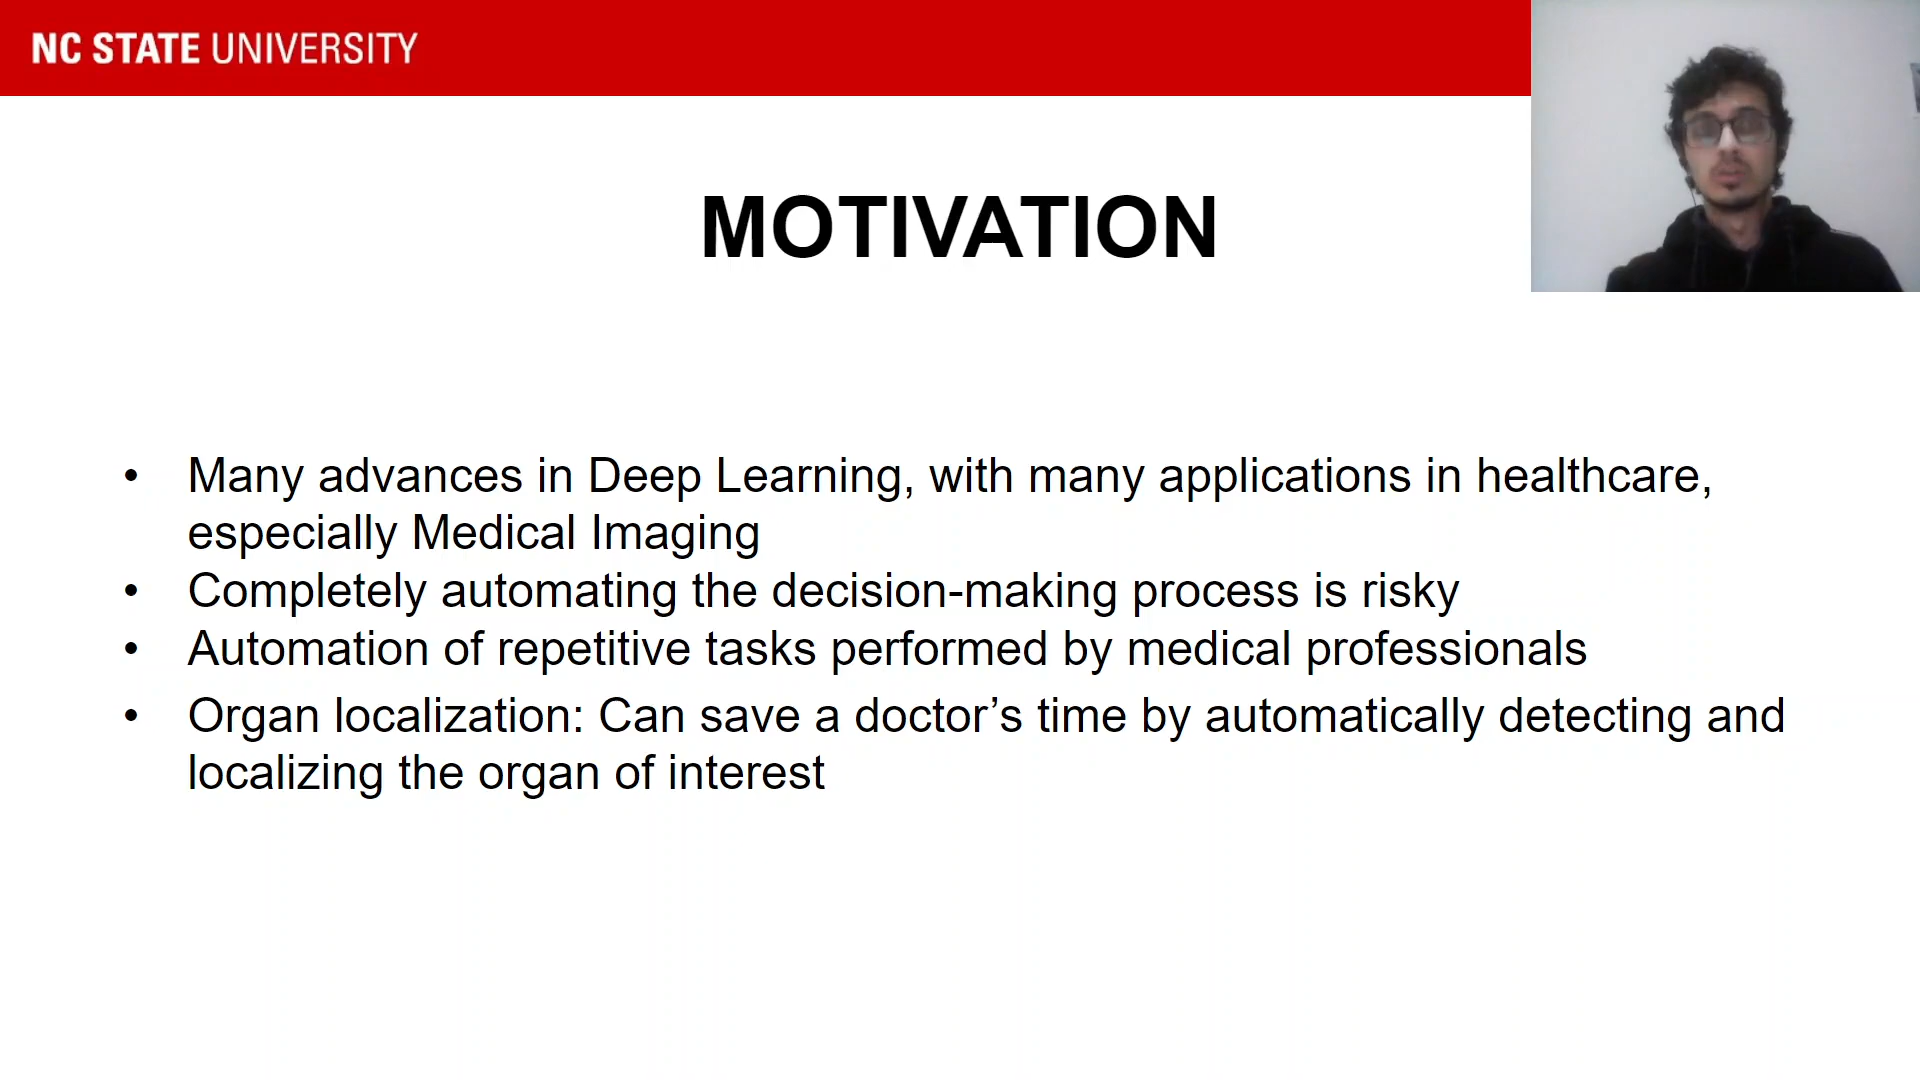 NC STATE UNIVERSITY
MOTIVATION
• Many advances in Deep Learning, with many applications in healthcare,
especially Medical Imaging
• Completely automating the decision-making process is risky
• Automation of repetitive tasks performed by medical professionals
• Organ localization: Can save a doctor’s time by automatically detecting and
localizing the organ of interest